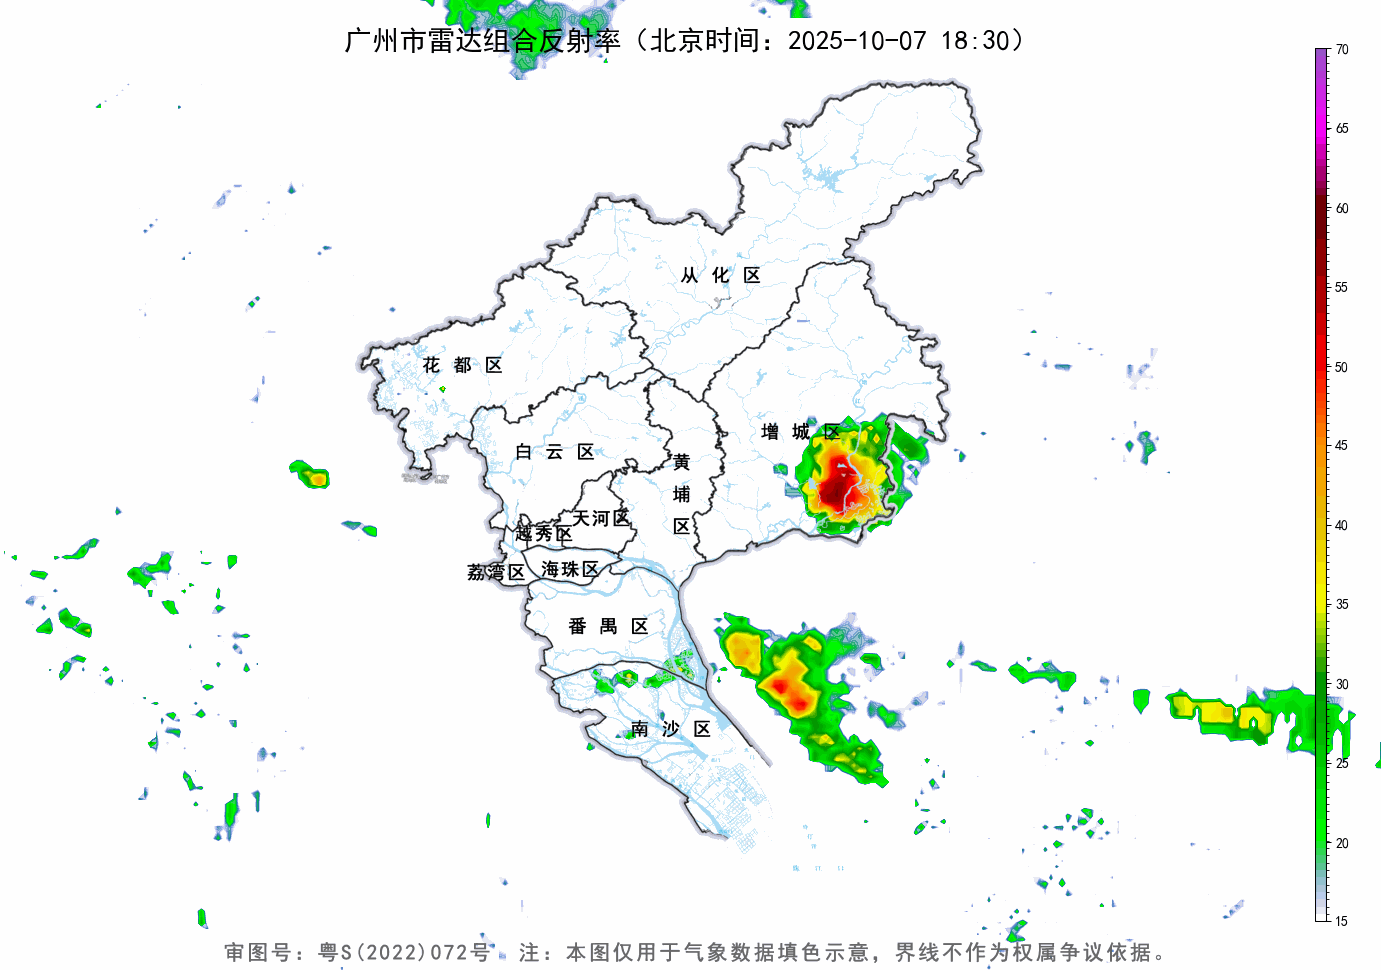 广州市雷达组合反射率（北京时间：2025-10-07 18:30）
70
65
60
55
50
45
40
35
30
25
20
15
从化区
花都区
增城区
白云区
黄埔区
天河区
越秀区
荔湾区
海珠区
番禺区
南沙区
审图号：粤S(2022)072号 注：本图仅用于气象数据填色示意，界线不作为权属争议依据。